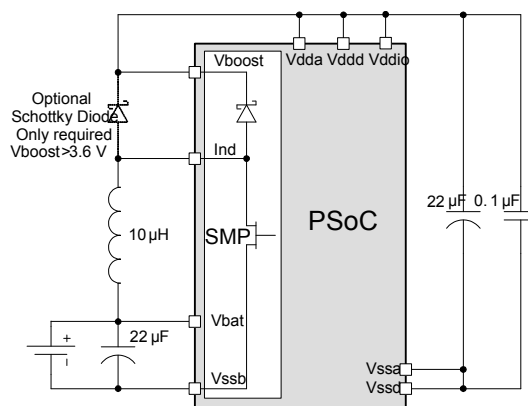 Vboost
Vdda Vddd Vddio
Optional
Schottky Diode
Only required
Vboost>3.6 V
Ind
22 µF
0.1 µF
10 µH
SMP
PSoC
Vbat
22 µF
+
–
Vssb
Vssa
Vssd